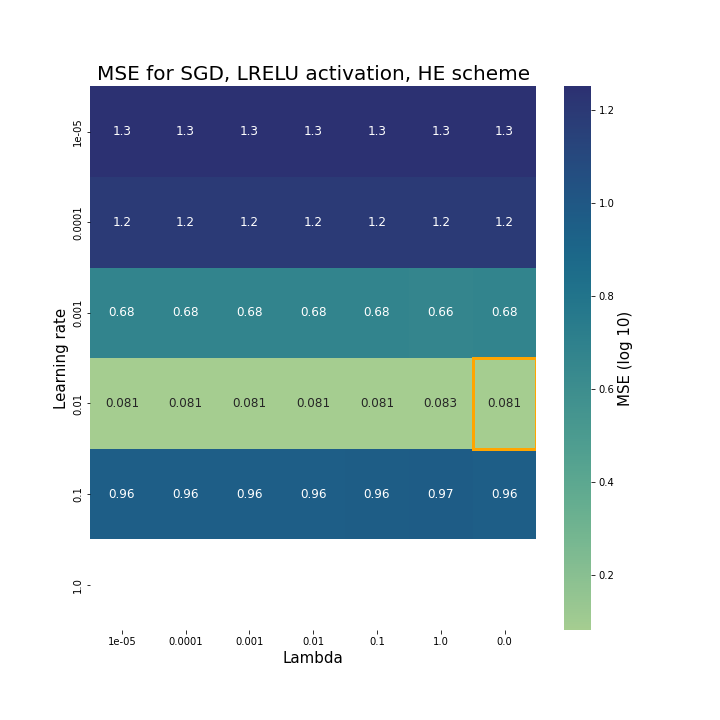 MSE for SGD, LRELU activation, HE scheme
1e-05 1.3 1.3 1.3 1.3 1.3 1.3 1.3
0.0001 1.2 1.2 1.2 1.2 1.2 1.2 1.2
0.001 0.68 0.68 0.68 0.68 0.68 0.66 0.68
0.01 0.081 0.081 0.081 0.081 0.081 0.083 0.081
0.1 0.96 0.96 0.96 0.96 0.96 0.97 0.96
1.0
Learning rate
1e-05 0.0001 0.001 0.01 0.1 1.0 0.0
Lambda
1.2
1.0
0.8
0.6
0.4
0.2
MSE (log 10)